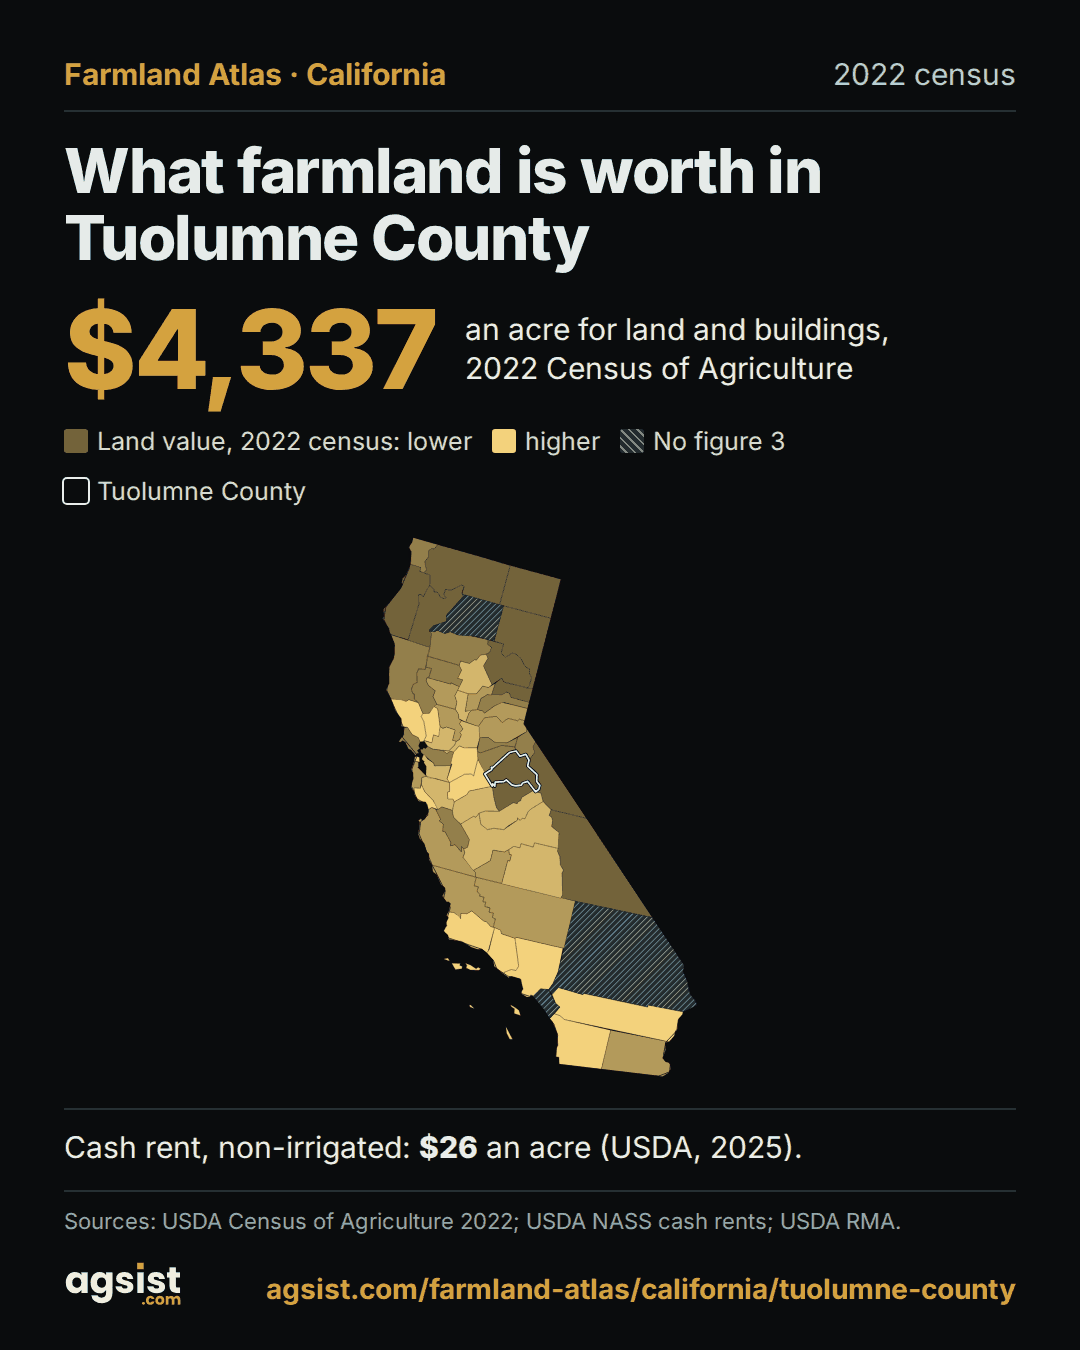 Farmland Atlas · California
2022 census
What farmland is worth in
Tuolumne County
$4,337
an acre for land and buildings,
2022 Census of Agriculture
Land value, 2022 census: lower
higher
No figure 3
Tuolumne County
Cash rent, non-irrigated: $26 an acre (USDA, 2025).
Sources: USDA Census of Agriculture 2022; USDA NASS cash rents; USDA RMA.
agsist
.com
agsist.com/farmland-atlas/california/tuolumne-county